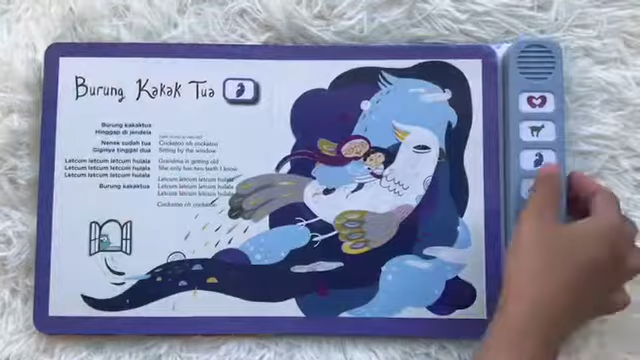 Burung Kakak Tua
Burung kakaktua
Hinggap di jendela
Nenek sudah tua
Giginya tinggal dua
Letcum letcum letcum hulala
Letcum letcum letcum hulala
Letcum letcum letcum hulala
Burung kakaktua
Cockatoo oh cockatoo
Sitting by the window
Grandma is getting old
She only has two teeth I know
Letcum letcum letcum hulala
Letcum letcum letcum hulala
Letcum letcum letcum hulala
Cockatoo oh cockatoo